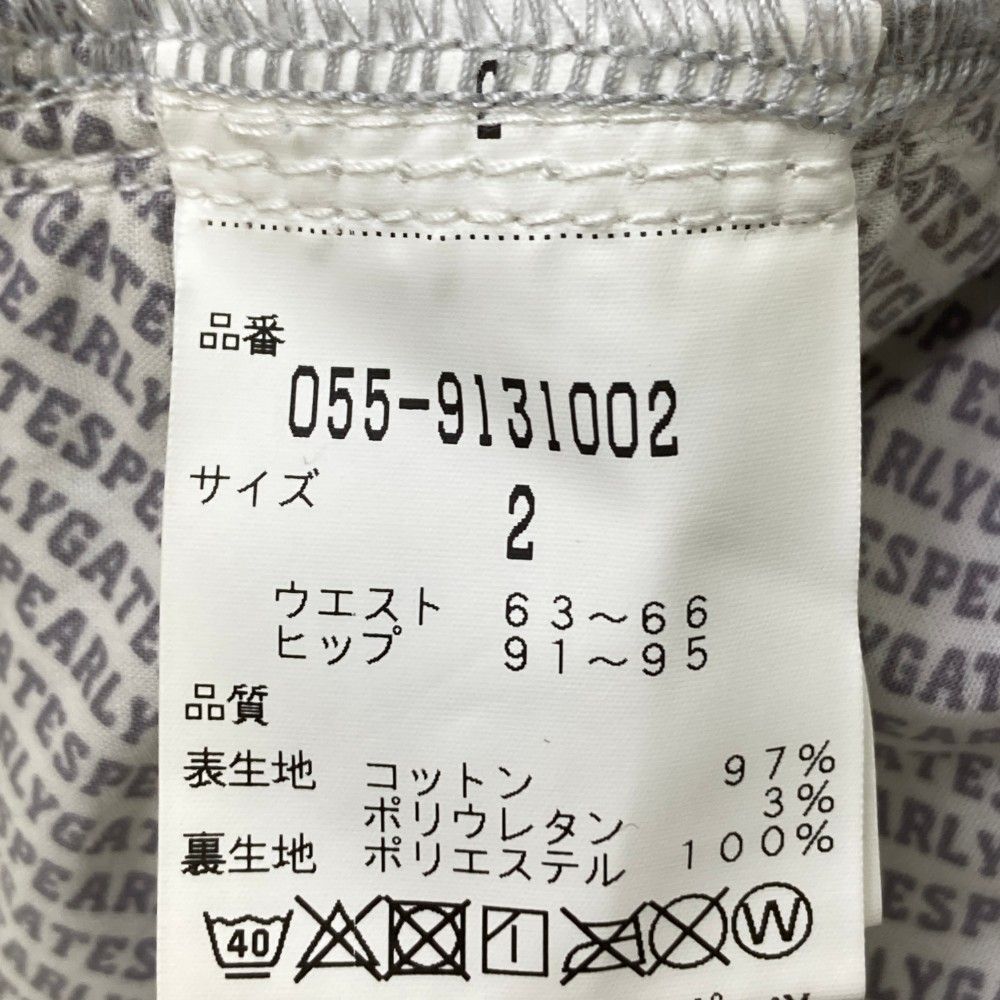 品番
055-9131002
サイズ
2
ウエスト 63～66
ヒップ 91～95
品質
表生地 コットン 97%
ポリウレタン 3%
裏生地 ポリエステル 100%
40
W
PEARLYGATES